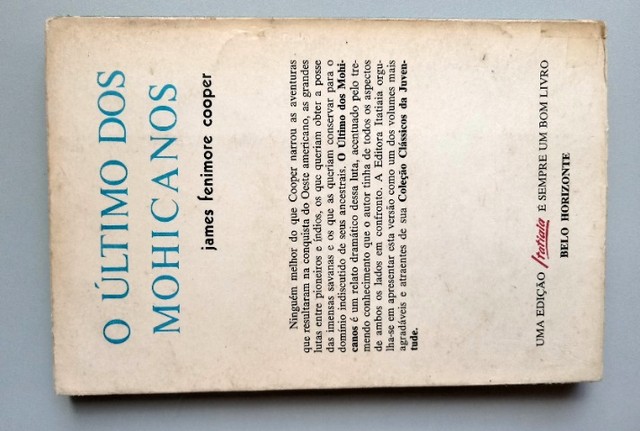 O ÚLTIMO DOS
MOHICANOS
james fenimore cooper
Ninguém melhor do que Cooper narrou as aventuras
que resultaram na conquista do Oeste americano, as grandes
lutas entre pioneiros e índios, os que queriam obter a posse
das imensas savanas e os que as queriam conservar para o
domínio indiscutido de seus ancestrais. O Último dos Mohi-
canos é um relato dramático dessa luta, acentuado pelo tre-
mendo conhecimento que o autor tinha de todos os aspectos
de ambos os lados em confronto. A Editora Itatiaia orgu-
lha-se em apresentar esta versão como um dos volumes mais
agradáveis e atraentes de sua Coleção Clássicos da Juven-
tude.
UMA EDIÇÃO Itatiaia É SEMPRE UM BOM LIVRO
BELO HORIZONTE